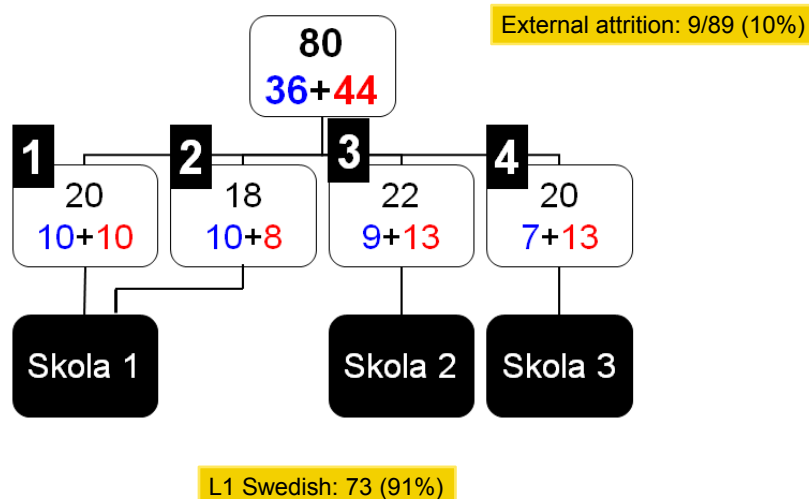 External attrition: 9/89 (10%)
80
36+44
1
2
3
4
20
10+10
18
10+8
22
9+13
20
7+13
Skola 1
Skola 2
Skola 3
L1 Swedish: 73 (91%)